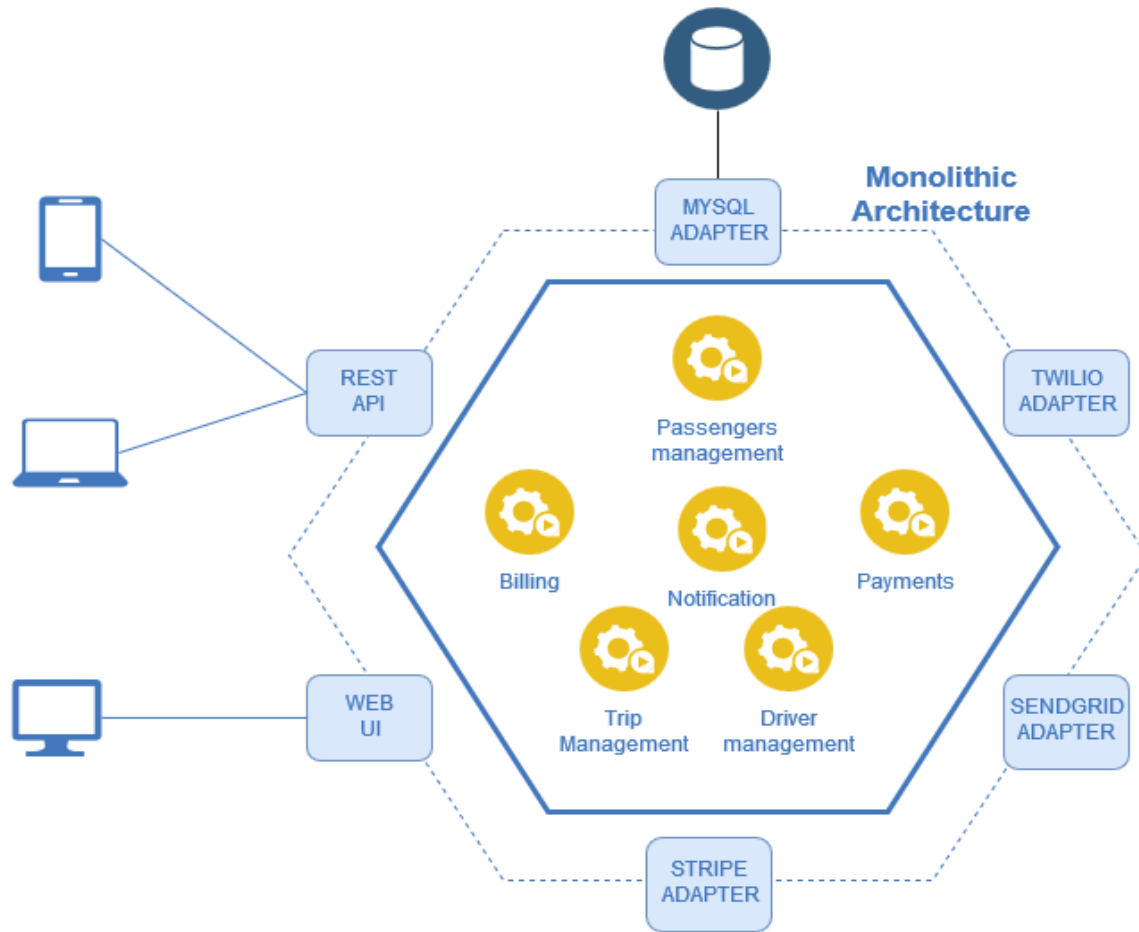 MYSQL
ADAPTER
Monolithic
Architecture
REST
API
TWILIO
ADAPTER
Passengers
management
Billing
Notification
Payments
Trip
Management
Driver
management
WEB
UI
SENDGRID
ADAPTER
STRIPE
ADAPTER